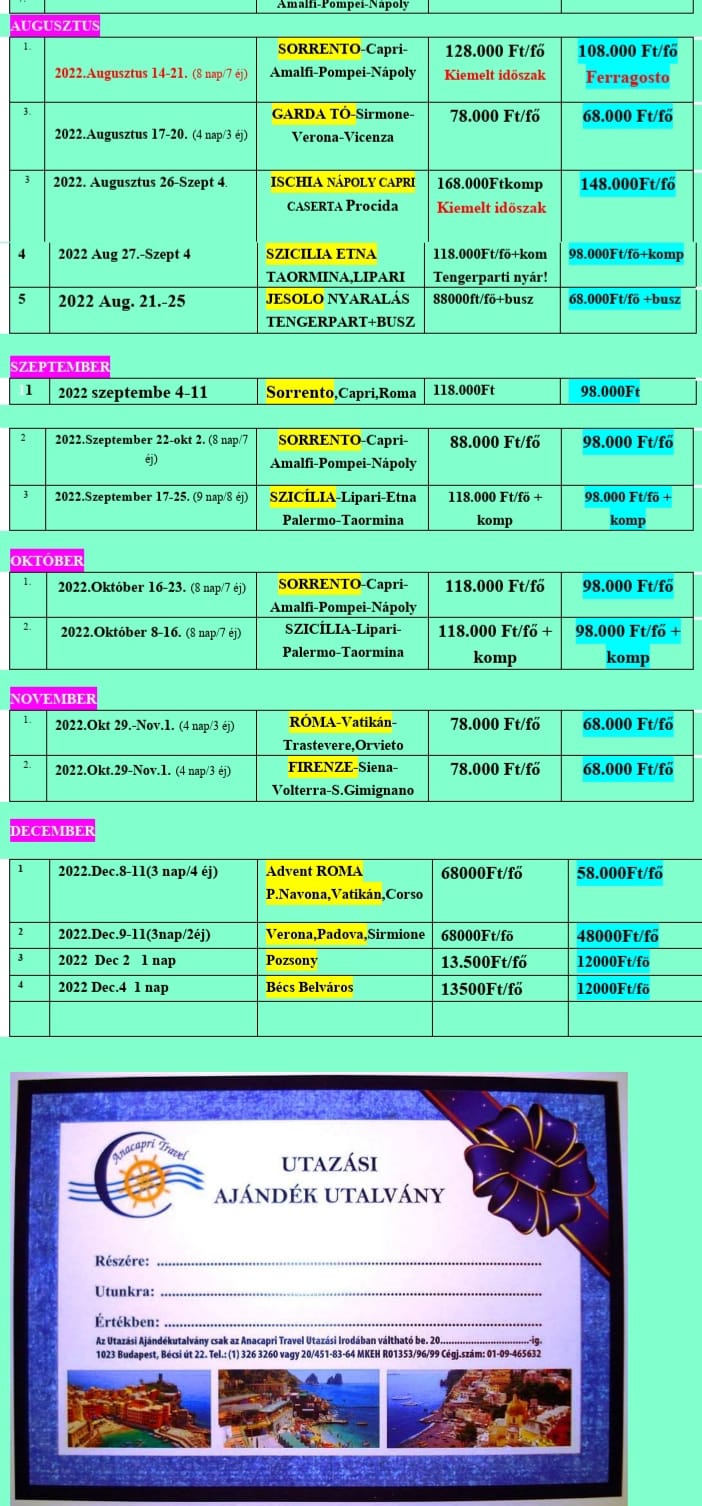 Amalfi-Pompei-Nápoly
AUGUSZTUS
1. 2022.Augusztus 14-21. (8 nap/7 éj) SORRENTO-Capri- 128.000 Ft/fő 108.000 Ft/fő
Amalfi-Pompei-Nápoly Kiemelt időszak Ferragosto
3. 2022.Augusztus 17-20. (4 nap/3 éj) GARDA TÓ-Sirmone- 78.000 Ft/fő 68.000 Ft/fő
Verona-Vicenza
3 2022. Augusztus 26-Szept 4. ISCHIA NÁPOLY CAPRI 168.000Ftkomp 148.000Ft/fő
CASERTA Procida Kiemelt időszak
4 2022 Aug 27.-Szept 4 SZICILIA ETNA 118.000Ft/fő+kom 98.000Ft/fő+komp
TAORMINA,LIPARI Tengerparti nyár!
5 2022 Aug. 21.-25 JESOLO NYARALÁS 88000ft/fő+busz 68.000Ft/fő +busz
TENGERPART+BUSZ
SZEPTEMBER
1 2022 szeptembe 4-11 Sorrento,Capri,Roma 118.000Ft 98.000Ft
2 2022.Szeptember 22-okt 2. (8 nap/7 SORRENTO-Capri- 88.000 Ft/fő 98.000 Ft/fő
éj) Amalfi-Pompei-Nápoly
3 2022.Szeptember 17-25. (9 nap/8 éj) SZICÍLIA-Lipari-Etna 118.000 Ft/fő + 98.000 Ft/fő +
Palermo-Taormina komp komp
OKTÓBER
1. 2022.Október 16-23. (8 nap/7 éj) SORRENTO-Capri- 118.000 Ft/fő 98.000 Ft/fő
Amalfi-Pompei-Nápoly
2. 2022.Október 8-16. (8 nap/7 éj) SZICÍLIA-Lipari- 118.000 Ft/fő + 98.000 Ft/fő +
Palermo-Taormina komp komp
NOVEMBER
1. 2022.Okt 29.-Nov.1. (4 nap/3 éj) RÓMA-Vatikán- 78.000 Ft/fő 68.000 Ft/fő
Trastevere,Orvieto
2. 2022.Okt.29-Nov.1. (4 nap/3 éj) FIRENZE-Siena- 78.000 Ft/fő 68.000 Ft/fő
Volterra-S.Gimignano
DECEMBER
1 2022.Dec.8-11(3 nap/4 éj) Advent ROMA 68000Ft/fő 58.000Ft/fő
P.Navona,Vatikán,Corso
2 2022.Dec.9-11(3nap/2éj) Verona,Padova,Sirmione 68000Ft/fö 48000Ft/fő
3 2022 Dec 2 1 nap Pozsony 13.500Ft/fő 12000Ft/fö
4 2022 Dec.4 1 nap Bécs Belváros 13500Ft/fő 12000Ft/fö
Anacapri Travel
UTAZÁSI
AJÁNDÉK UTALVÁNY
Részére: ........................................
Utunkra: ........................................
Értékben: ........................................
Az Utazási Ajándékutalvány csak az Anacapri Travel Utazási Irodában váltható be. 20..............................-ig.
1023 Budapest, Bécsi út 22. Tel.: (1) 326 3260 vagy 20/451-83-64 MKEH R01353/96/99 Cégj.szám: 01-09-465632